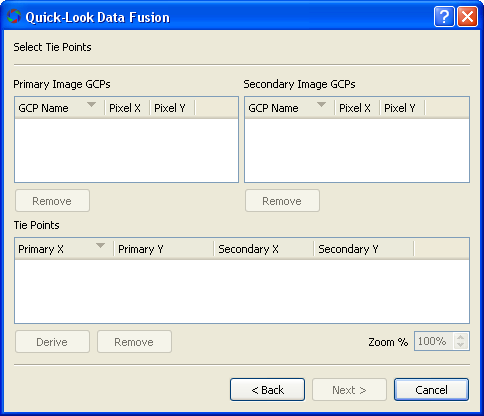 Quick-Look Data Fusion
Select Tie Points
Primary Image GCPs
Secondary Image GCPs
GCP Name Pixel X Pixel Y
GCP Name Pixel X Pixel Y
Remove
Remove
Tie Points
Primary X Primary Y Secondary X Secondary Y
Derive Remove Zoom % 100%
< Back Next > Cancel